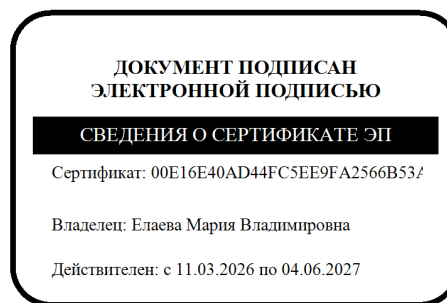 ДОКУМЕНТ ПОДПИСАН
ЭЛЕКТРОННОЙ ПОДПИСЬЮ
СВЕДЕНИЯ О СЕРТИФИКАТЕ ЭП
Сертификат: 00E16E40AD44FC5EE9FA2566B53A
Владелец: Елаева Мария Владимировна
Действителен: с 11.03.2026 по 04.06.2027